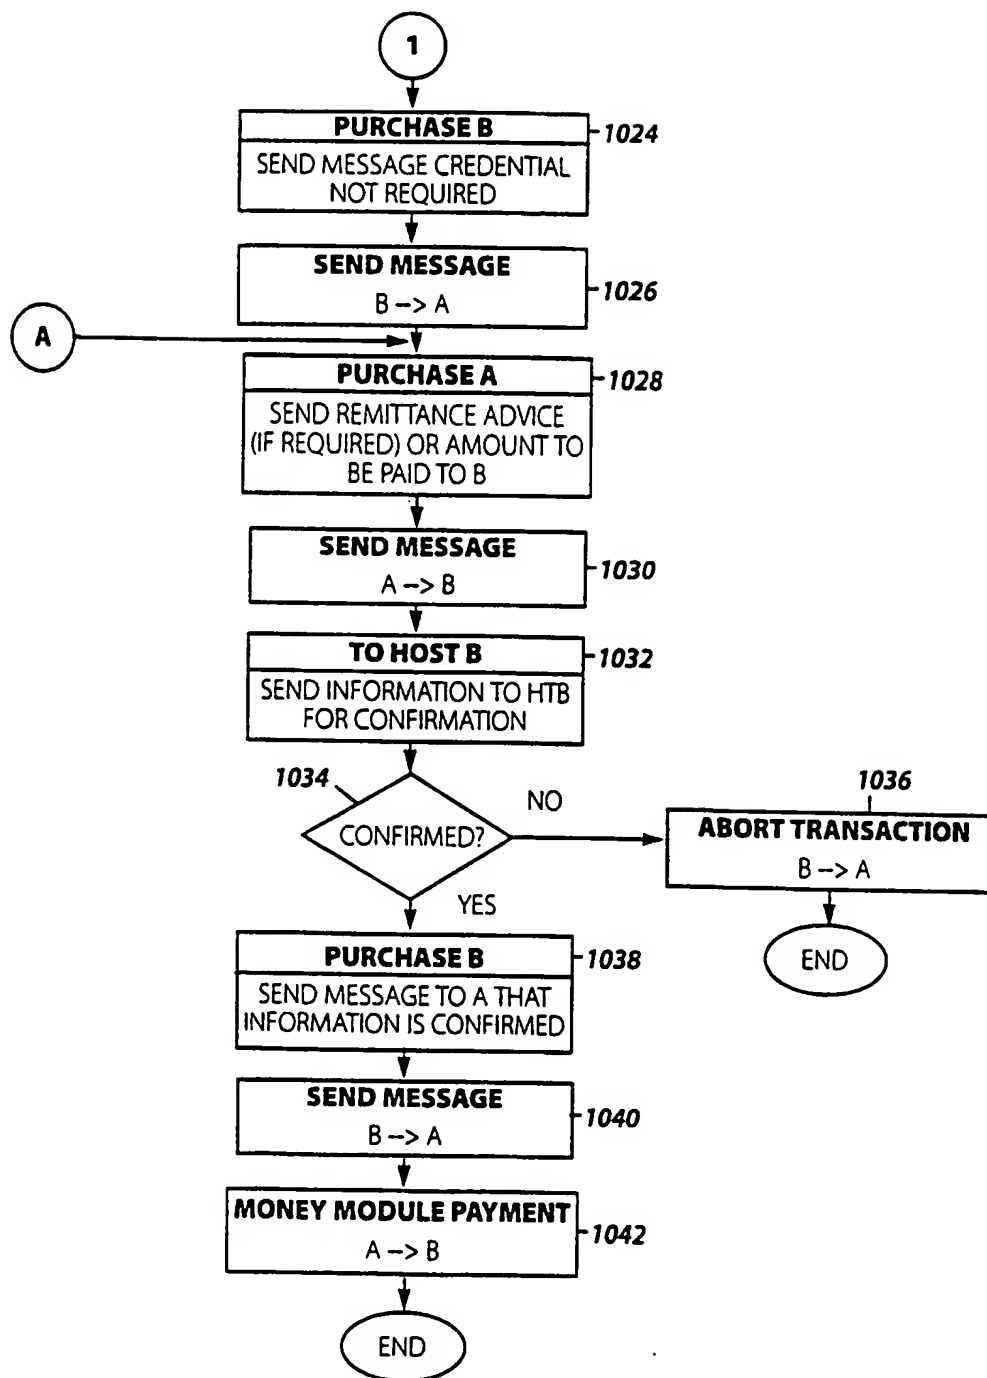 1
PURCHASE B
1024
SEND MESSAGE CREDENTIAL
NOT REQUIRED
SEND MESSAGE
B --> A
1026
A
PURCHASE A
1028
SEND REMITTANCE ADVICE
(IF REQUIRED) OR AMOUNT TO
BE PAID TO B
SEND MESSAGE
A --> B
1030
TO HOST B
1032
SEND INFORMATION TO HTB
FOR CONFIRMATION
1034
CONFIRMED?
NO
1036
ABORT TRANSACTION
B --> A
END
YES
PURCHASE B
1038
SEND MESSAGE TO A THAT
INFORMATION IS CONFIRMED
SEND MESSAGE
B --> A
1040
MONEY MODULE PAYMENT
A --> B
1042
END